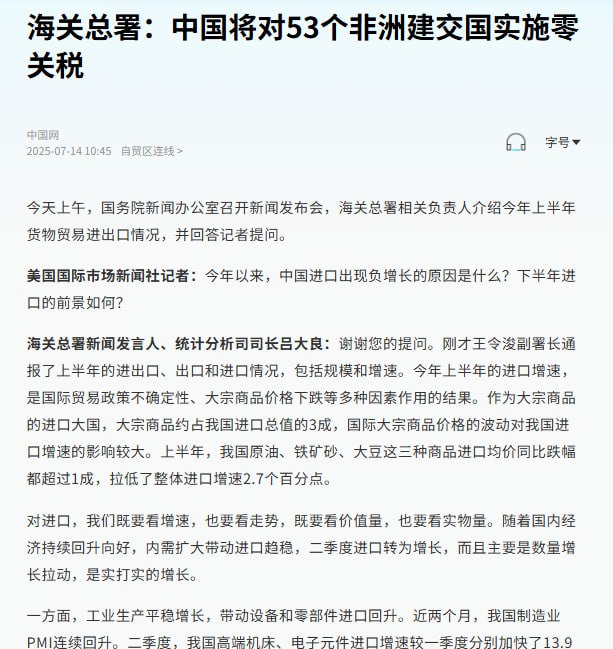 海关总署：中国将对53个非洲建交国实施零
关税
中国网
2025-07-14 10:45 自贸区连线 >
字号
今天上午，国务院新闻办公室召开新闻发布会，海关总署相关负责人介绍今年上半年
货物贸易进出口情况，并回答记者提问。
美国国际市场新闻社记者：今年以来，中国进口出现负增长的原因是什么？下半年进
口的前景如何？
海关总署新闻发言人、统计分析司司长吕大良：谢谢您的提问。刚才王令浚副署长通
报了上半年的进出口、出口和进口情况，包括规模和增速。今年上半年的进口增速，
是国际贸易政策不确定性、大宗商品价格下跌等多种因素作用的结果。作为大宗商品
的进口大国，大宗商品约占我国进口总值的3成，国际大宗商品价格的波动对我国进
口增速的影响较大。上半年，我国原油、铁矿砂、大豆这三种商品进口均价同比跌幅
都超过1成，拉低了整体进口增速2.7个百分点。
对进口，我们既要看增速，也要看走势，既要看价值量，也要看实物量。随着国内经
济持续回升向好，内需扩大带动进口趋稳，二季度进口转为增长，而且主要是数量增
长拉动，是实打实的增长。
一方面，工业生产平稳增长，带动设备和零部件进口回升。近两个月，我国制造业
PMI连续回升。二季度，我国高端机床、电子元件进口增速较一季度分别加快了13.9